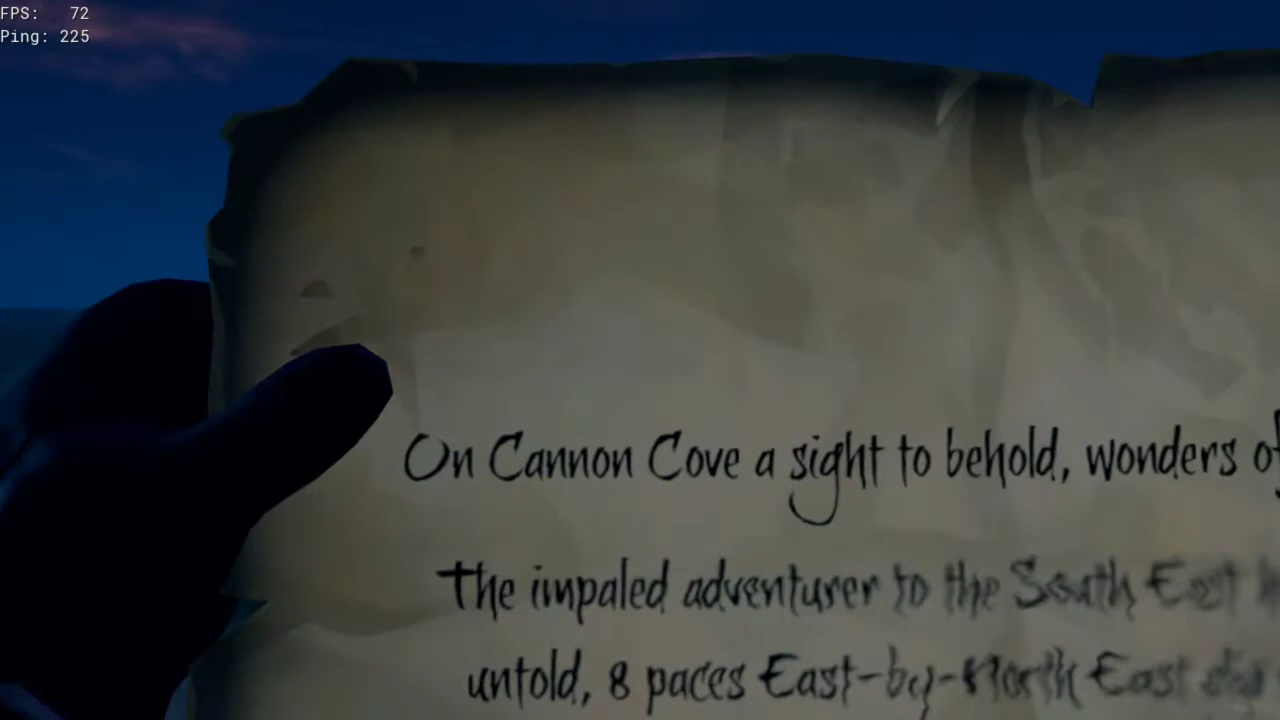 FPS: 72
Ping: 225
On Cannon Cove a sight to behold, wonders of
The impaled adventurer to the South East
untold, 8 paces East-by-North East